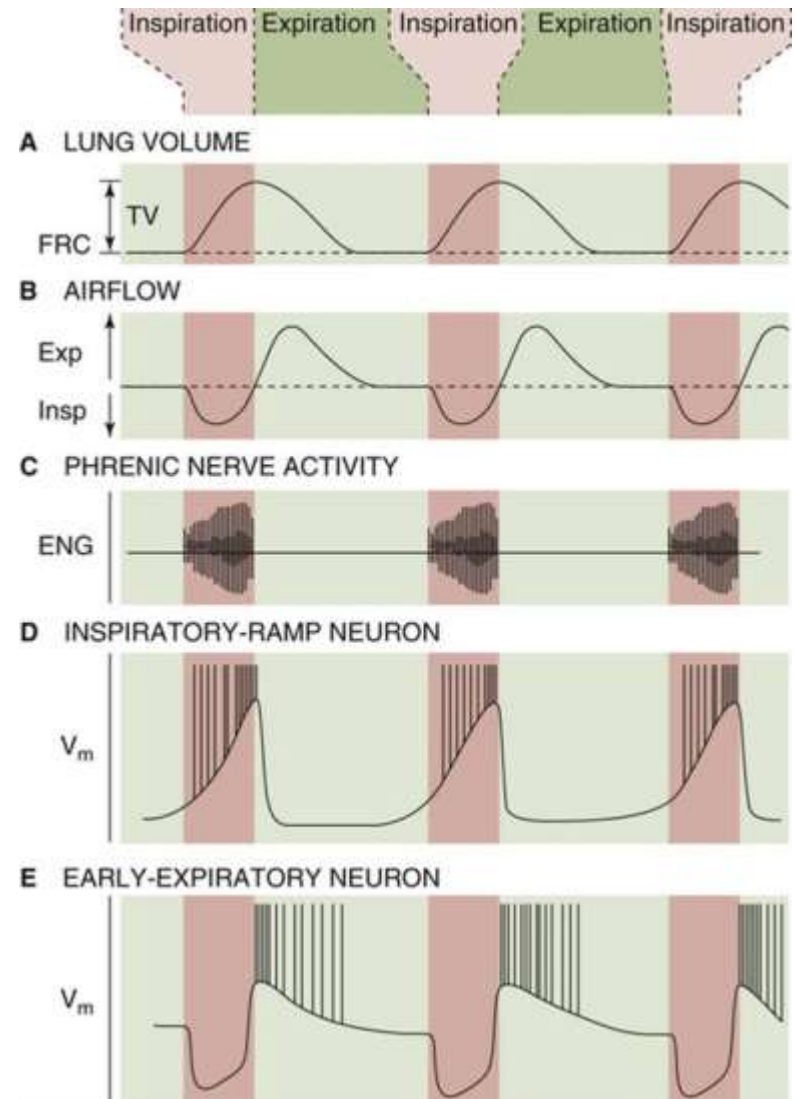 Inspiration Expiration Inspiration Expiration Inspiration
A LUNG VOLUME
TV
FRC
B AIRFLOW
Exp
Insp
C PHRENIC NERVE ACTIVITY
ENG
D INSPIRATORY-RAMP NEURON
Vm
E EARLY-EXPIRATORY NEURON
Vm